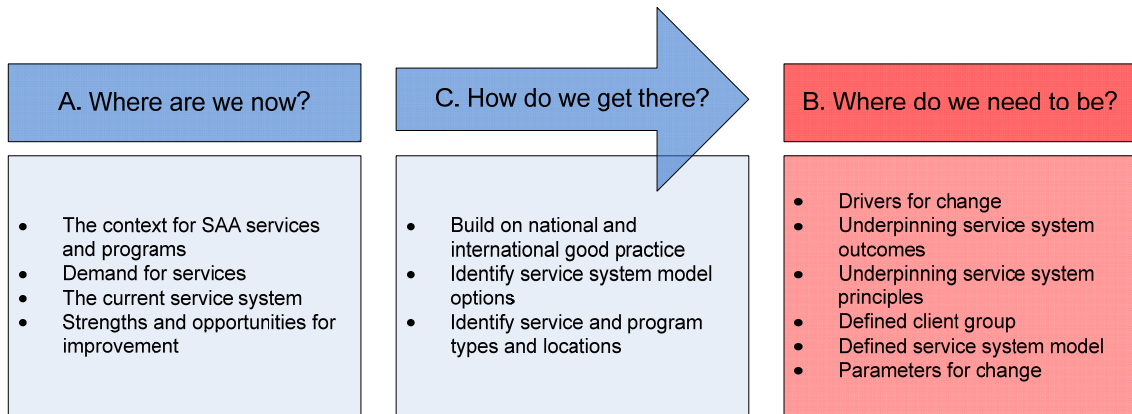 A. Where are we now?
• The context for SAA services
and programs
• Demand for services
• The current service system
• Strengths and opportunities for
improvement
C. How do we get there?
• Build on national and
international good practice
• Identify service system model
options
• Identify service and program
types and locations
B. Where do we need to be?
• Drivers for change
• Underpinning service system
outcomes
• Underpinning service system
principles
• Defined client group
• Defined service system model
• Parameters for change